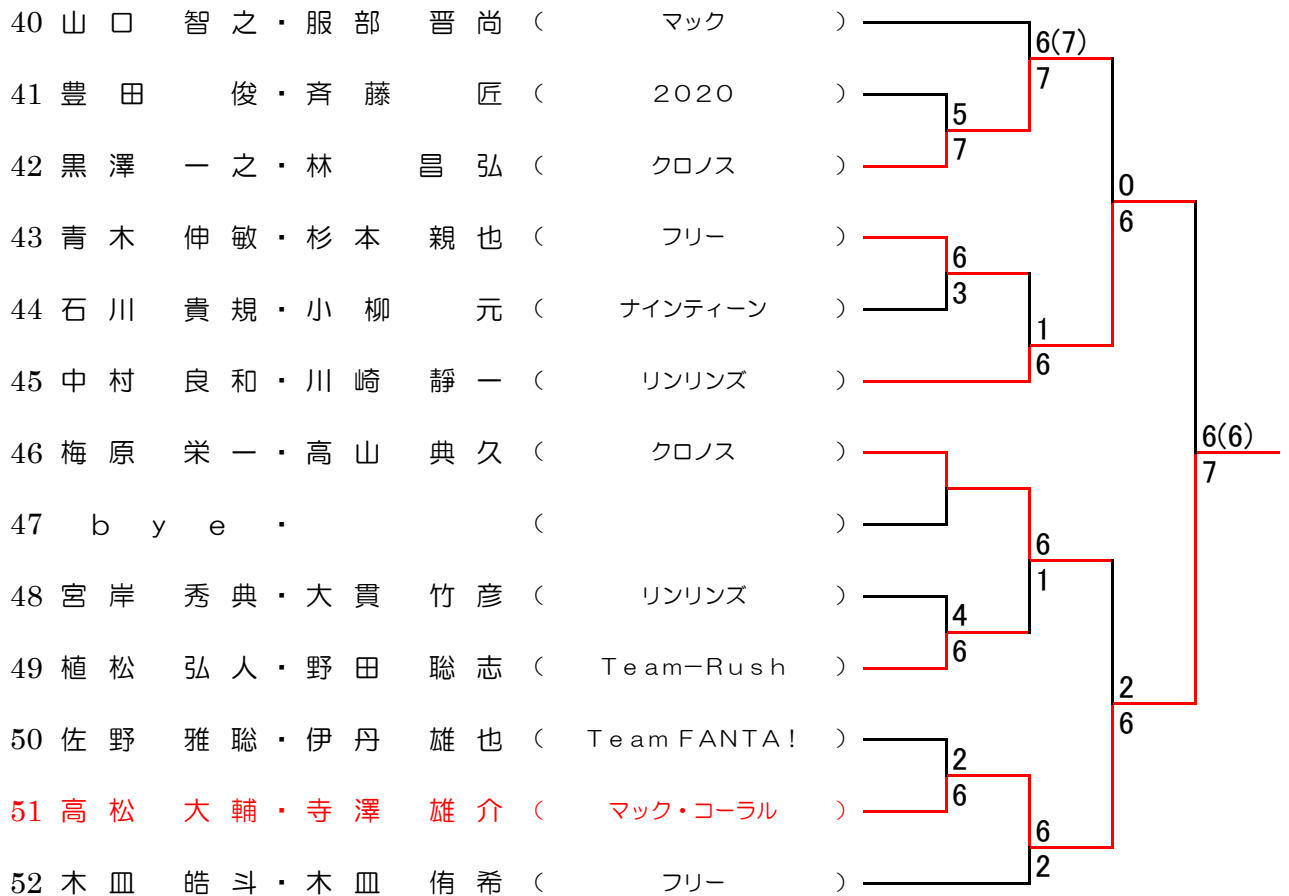 40 山口 智之・服部 晋尚 ( マック )
6(7)
7
41 豊田 俊・斉藤 匠 ( 2020 )
5
7
42 黒澤 一之・林 昌弘 ( クロノス )
0
6
43 青木 伸敏・杉本 親也 ( フリー )
6
3
44 石川 貴規・小柳 元 ( ナインティーン )
1
6
45 中村 良和・川崎 靜一 ( リンリンズ )
6(6)
7
46 梅原 栄一・高山 典久 ( クロノス )
47 bye・ ( )
6
1
48 宮岸 秀典・大貫 竹彦 ( リンリンズ )
4
6
49 植松 弘人・野田 聡志 ( Team-Rush )
2
6
50 佐野 雅聡・伊丹 雄也 ( Team FANTA! )
2
6
51 高松 大輔・寺澤 雄介 ( マック・コーラル )
6
2
52 木皿 皓斗・木皿 侑希 ( フリー )